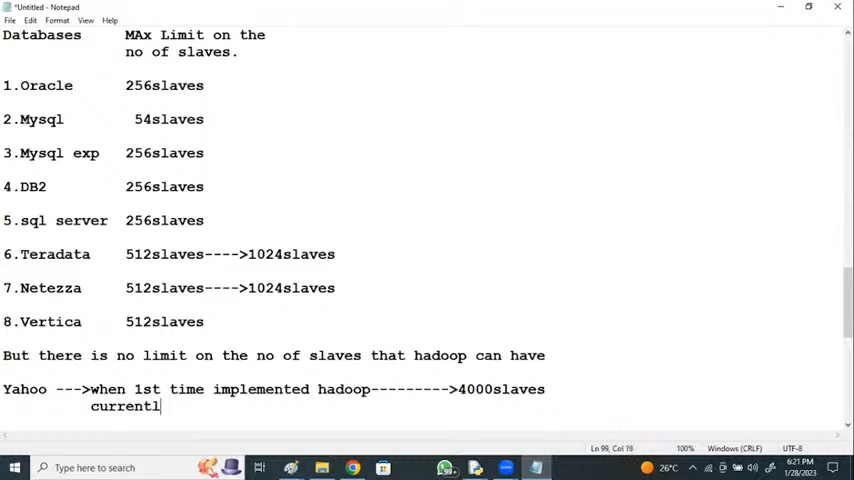 *Untitled - Notepad
File Edit Format View Help
Databases MAx Limit on the
no of slaves.
1.Oracle 256slaves
2.Mysql 54slaves
3.Mysql exp 256slaves
4.DB2 256slaves
5.sql server 256slaves
6.Teradata 512slaves---->1024slaves
7.Netezza 512slaves---->1024slaves
8.Vertica 512slaves
But there is no limit on the no of slaves that hadoop can have
Yahoo --->when 1st time implemented hadoop--------->4000slaves
currentl
Ln 99, Col 19 100% Windows (CRLF) UTF-8
Type here to search 99+ 26°C 6:21 PM
1/28/2023